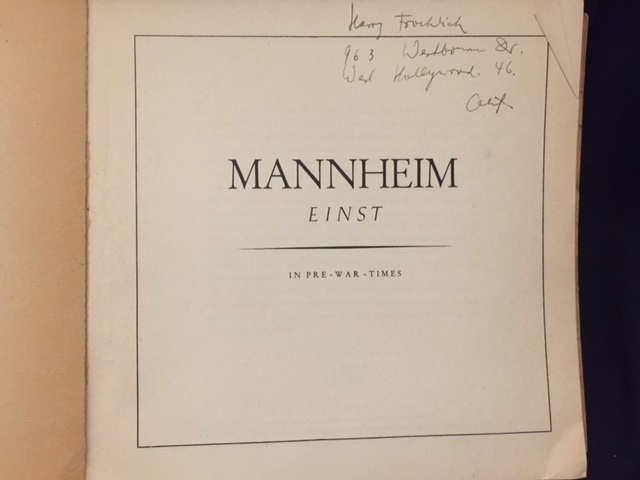 Harry Froehlich
963 Westbourne Dr.
West Hollywood. 46.
Calif
MANNHEIM
EINST
IN PRE-WAR-TIMES